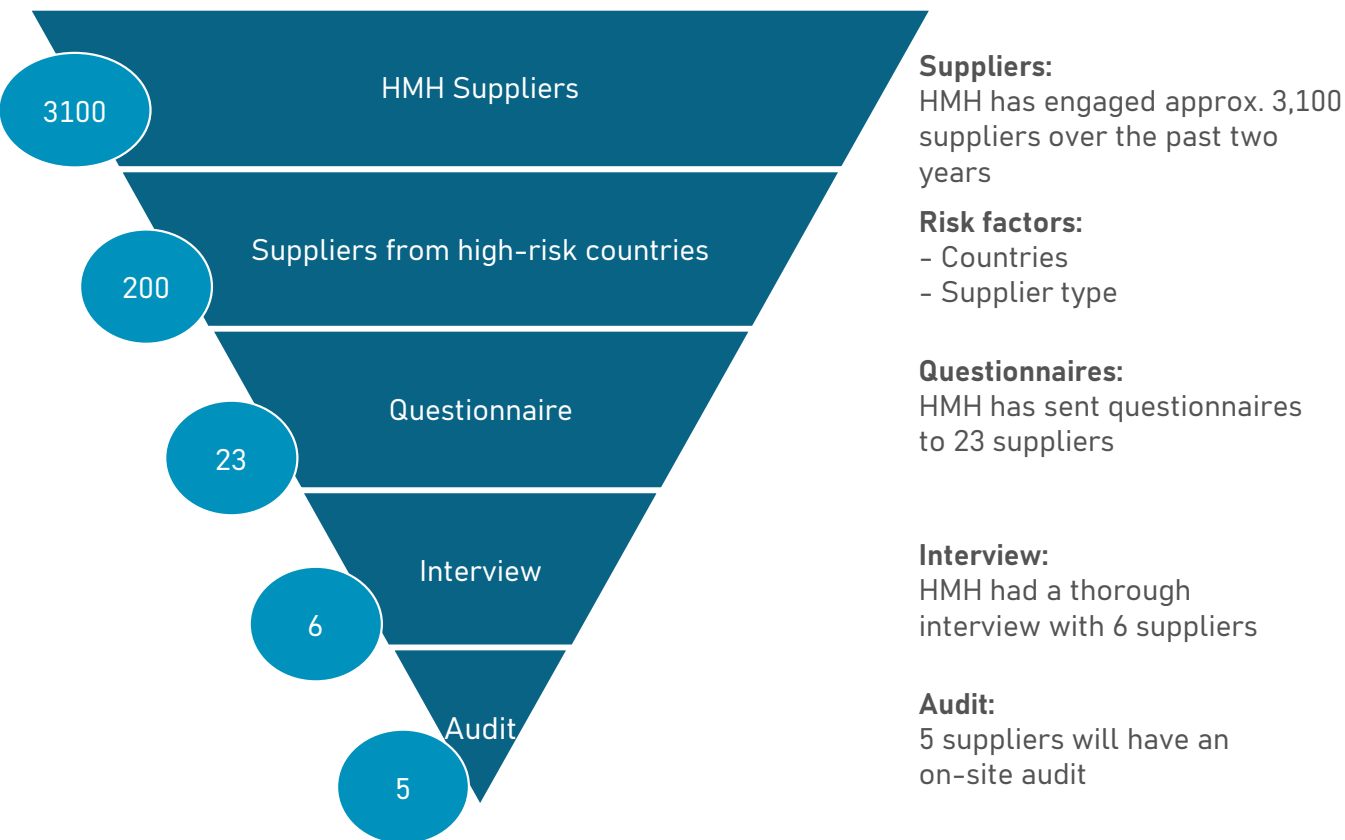 HMH Suppliers
3100
Suppliers from high-risk countries
200
Questionnaire
23
Interview
6
Audit
5
Suppliers:
HMH has engaged approx. 3,100
suppliers over the past two
years
Risk factors:
- Countries
- Supplier type
Questionnaires:
HMH has sent questionnaires
to 23 suppliers
Interview:
HMH had a thorough
interview with 6 suppliers
Audit:
5 suppliers will have an
on-site audit